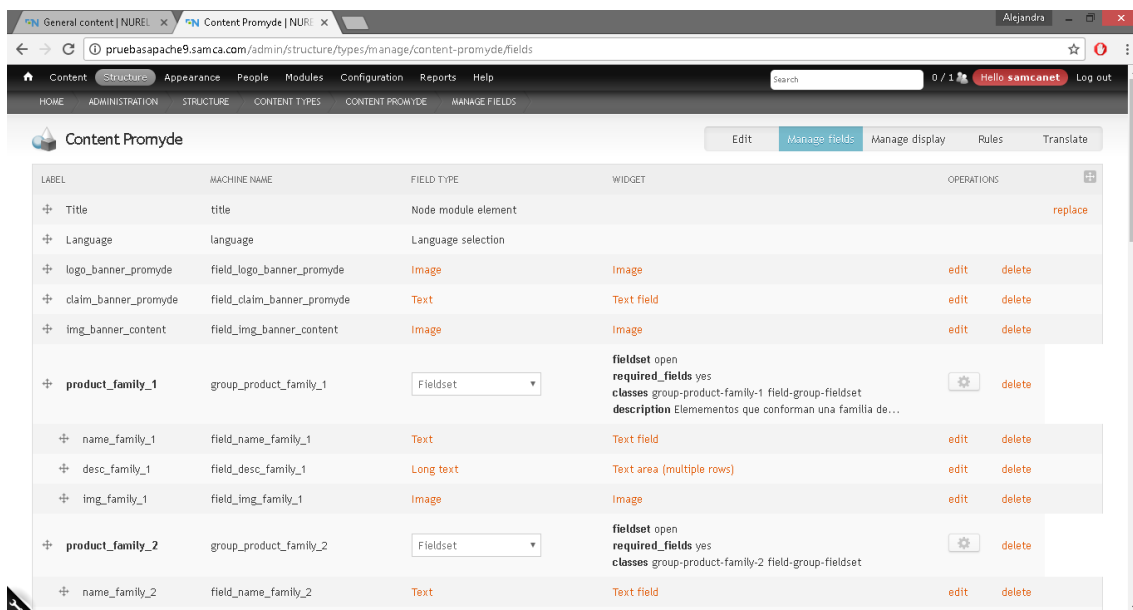 General content | NUREL
Content Promyde | NURE
Alejandra
pruebasapache9.samca.com/admin/structure/types/manage/content-promyde/fields
Content Structure Appearance People Modules Configuration Reports Help Search 0 / 1 Hello samcanet Log out
HOME ADMINISTRATION STRUCTURE CONTENT TYPES CONTENT PROMYDE MANAGE FIELDS
Content Promyde Edit Manage fields Manage display Rules Translate
LABEL MACHINE NAME FIELD TYPE WIDGET OPERATIONS
Title title Node module element replace
Language language Language selection
logo_banner_promyde field_logo_banner_promyde Image Image edit delete
claim_banner_promyde field_claim_banner_promyde Text Text field edit delete
img_banner_content field_img_banner_content Image Image edit delete
fieldset open
required_fields yes
product_family_1 group_product_family_1 Fieldset delete
classes group-product-family-1 field-group-fieldset
description Elemementos que conforman una familia de...
name_family_1 field_name_family_1 Text Text field edit delete
desc_family_1 field_desc_family_1 Long text Text area (multiple rows) edit delete
img_family_1 field_img_family_1 Image Image edit delete
fieldset open
product_family_2 group_product_family_2 Fieldset required_fields yes delete
classes group-product-family-2 field-group-fieldset
name_family_2 field_name_family_2 Text Text field edit delete